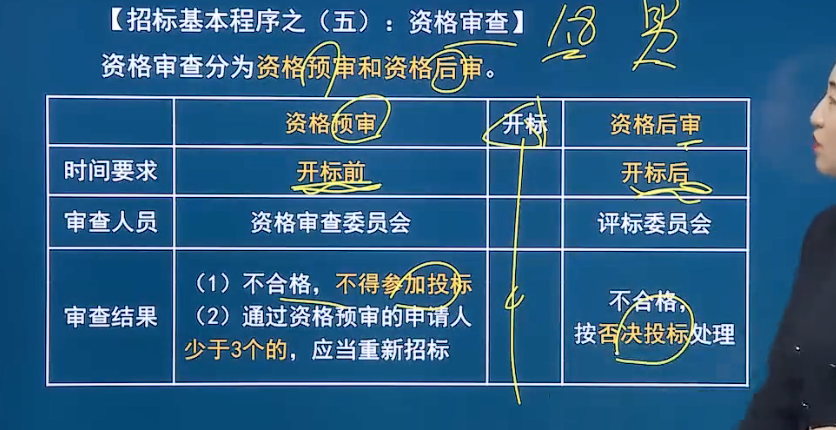 【招标基本程序之（五）：资格审查】
1.8 男
资格审查分为资格预审和资格后审。
资格预审 开标 资格后审
时间要求 开标前 开标后
审查人员 资格审查委员会 评标委员会
审查结果
（1）不合格，不得参加投标
（2）通过资格预审的申请人
少于3个的，应当重新招标
不合格，
按否决投标处理